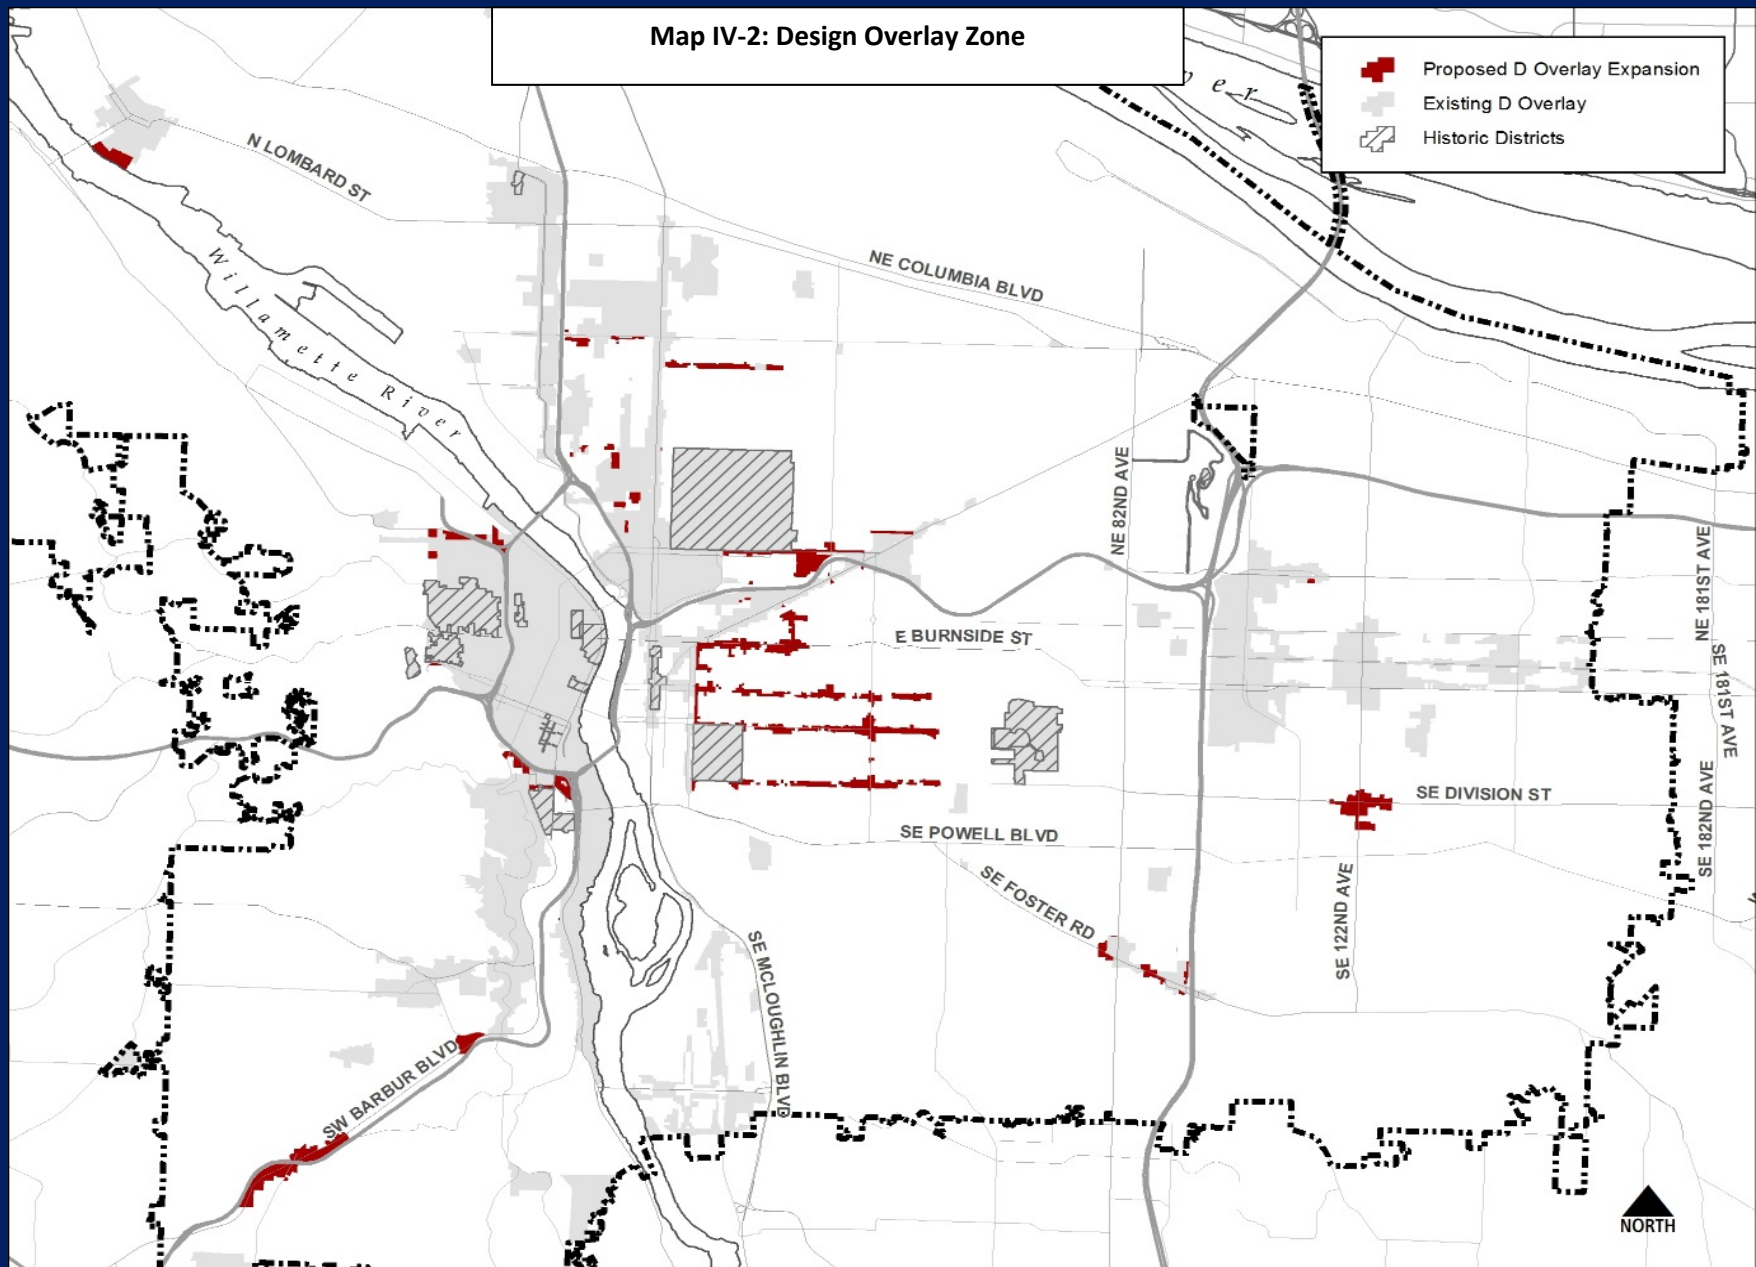 Map IV-2: Design Overlay Zone
Proposed D Overlay Expansion
Existing D Overlay
Historic Districts
er
N LOMBARD ST
Willamette River
NE COLUMBIA BLVD
NE 82ND AVE
NE 181ST AVE
E BURNSIDE ST
SE 181ST AVE
SE DIVISION ST
SE 182ND AVE
SE POWELL BLVD
SE FOSTER RD
SE 122ND AVE
SE MCLOUGHLIN BLVD
SW BARBUR BLVD
NORTH